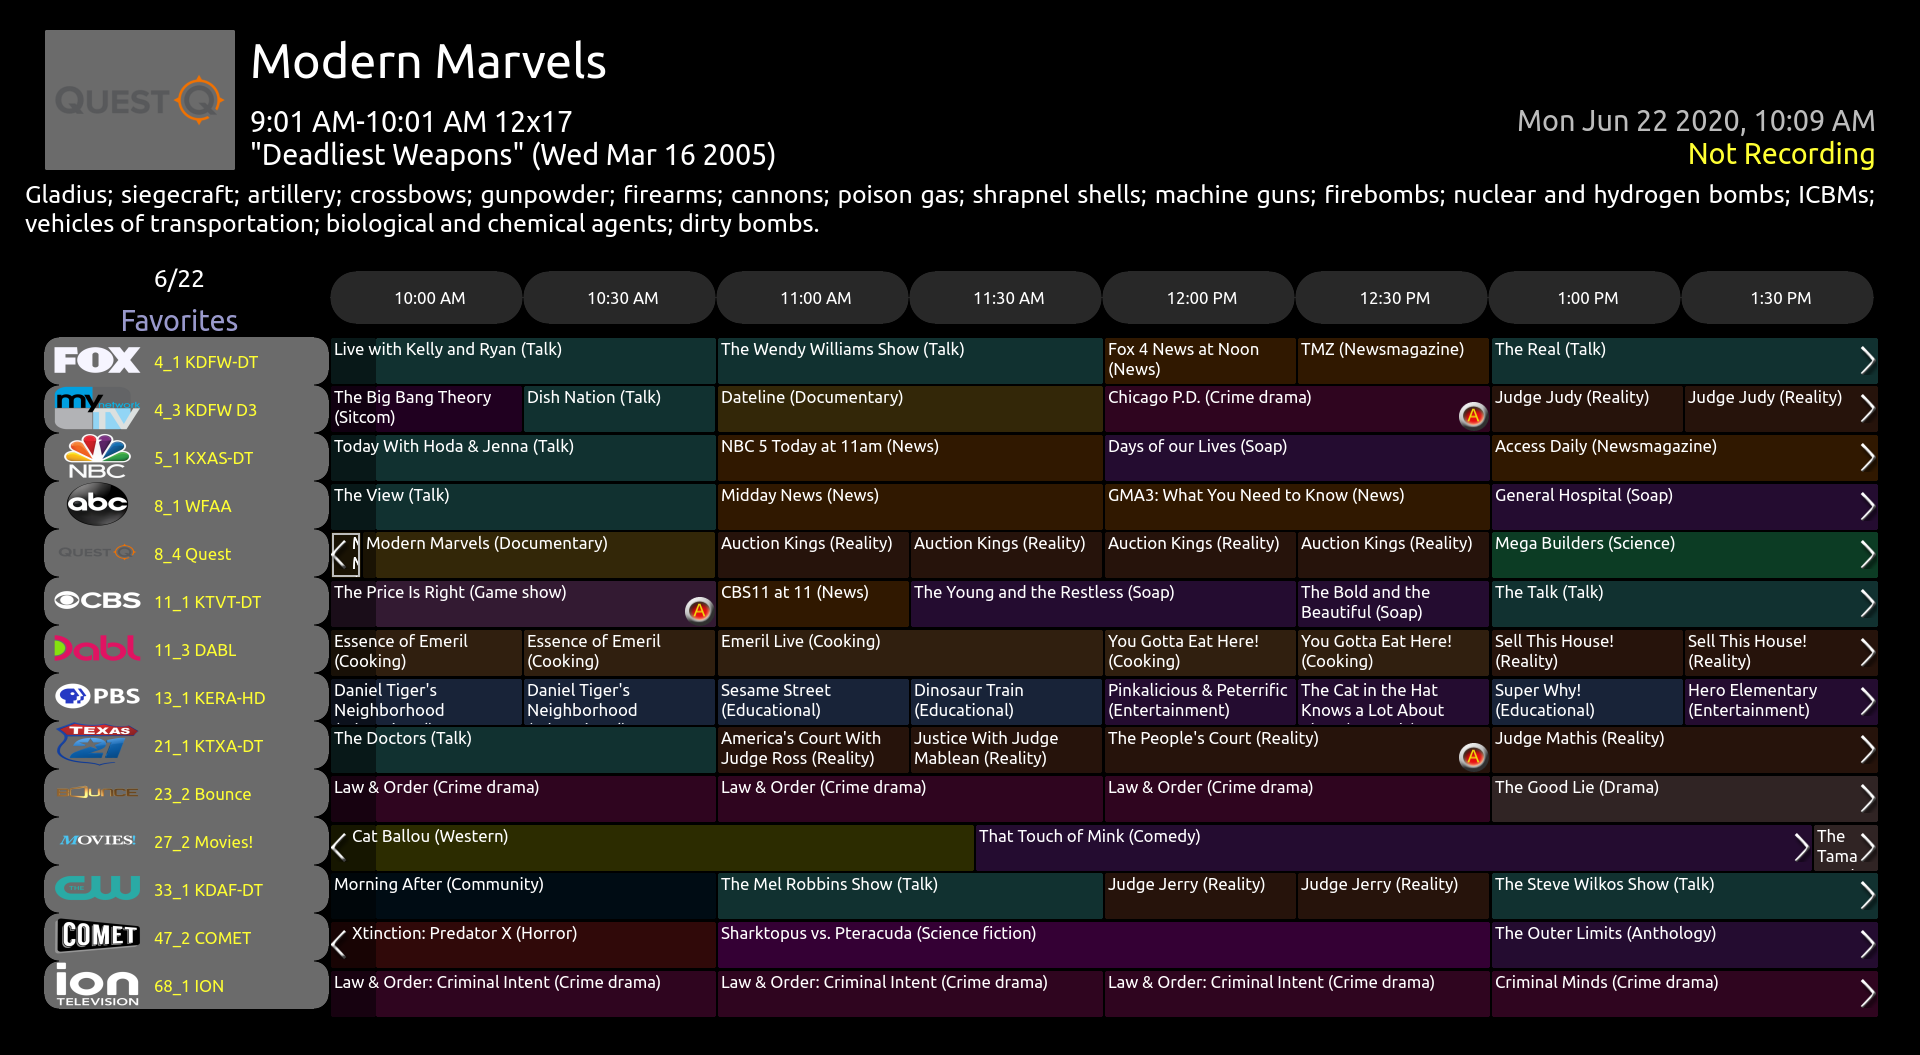 QUEST
Modern Marvels
9:01 AM-10:01 AM 12x17
"Deadliest Weapons" (Wed Mar 16 2005)
Mon Jun 22 2020, 10:09 AM
Not Recording
Gladius; siegecraft; artillery; crossbows; gunpowder; firearms; cannons; poison gas; shrapnel shells; machine guns; firebombs; nuclear and hydrogen bombs; ICBMs;
vehicles of transportation; biological and chemical agents; dirty bombs.
6/22
Favorites
10:00 AM
10:30 AM
11:00 AM
11:30 AM
12:00 PM
12:30 PM
1:00 PM
1:30 PM
FOX
4_1 KDFW-DT
Live with Kelly and Ryan (Talk)
The Wendy Williams Show (Talk)
Fox 4 News at Noon
(News)
TMZ (Newsmagazine)
The Real (Talk)
my network TV
4_3 KDFW D3
The Big Bang Theory
(Sitcom)
Dish Nation (Talk)
Dateline (Documentary)
Chicago P.D. (Crime drama)
A
Judge Judy (Reality)
Judge Judy (Reality)
NBC
5_1 KXAS-DT
Today With Hoda & Jenna (Talk)
NBC 5 Today at 11am (News)
Days of our Lives (Soap)
Access Daily (Newsmagazine)
abc
8_1 WFAA
The View (Talk)
Midday News (News)
GMA3: What You Need to Know (News)
General Hospital (Soap)
QUEST
8_4 Quest
Modern Marvels (Documentary)
Auction Kings (Reality)
Auction Kings (Reality)
Auction Kings (Reality)
Auction Kings (Reality)
Mega Builders (Science)
CBS
11_1 KTVT-DT
The Price Is Right (Game show)
A
CBS11 at 11 (News)
The Young and the Restless (Soap)
The Bold and the
Beautiful (Soap)
The Talk (Talk)
Dabl
11_3 DABL
Essence of Emeril
(Cooking)
Essence of Emeril
(Cooking)
Emeril Live (Cooking)
You Gotta Eat Here!
(Cooking)
You Gotta Eat Here!
(Cooking)
Sell This House!
(Reality)
Sell This House!
(Reality)
PBS
13_1 KERA-HD
Daniel Tiger's
Neighborhood
Daniel Tiger's
Neighborhood
Sesame Street
(Educational)
Dinosaur Train
(Educational)
Pinkalicious & Peterrific
(Entertainment)
The Cat in the Hat
Knows a Lot About
Super Why!
(Educational)
Hero Elementary
(Entertainment)
TEXAS
21
21_1 KTXA-DT
The Doctors (Talk)
America's Court With
Judge Ross (Reality)
Justice With Judge
Mablean (Reality)
The People's Court (Reality)
A
Judge Mathis (Reality)
BOUNCE
23_2 Bounce
Law & Order (Crime drama)
Law & Order (Crime drama)
Law & Order (Crime drama)
The Good Lie (Drama)
MOVIES!
27_2 Movies!
Cat Ballou (Western)
That Touch of Mink (Comedy)
The
Tama
THE CW
33_1 KDAF-DT
Morning After (Community)
The Mel Robbins Show (Talk)
Judge Jerry (Reality)
Judge Jerry (Reality)
The Steve Wilkos Show (Talk)
COMET
47_2 COMET
Xtinction: Predator X (Horror)
Sharktopus vs. Pteracuda (Science fiction)
The Outer Limits (Anthology)
ion
TELEVISION
68_1 ION
Law & Order: Criminal Intent (Crime drama)
Law & Order: Criminal Intent (Crime drama)
Law & Order: Criminal Intent (Crime drama)
Criminal Minds (Crime drama)